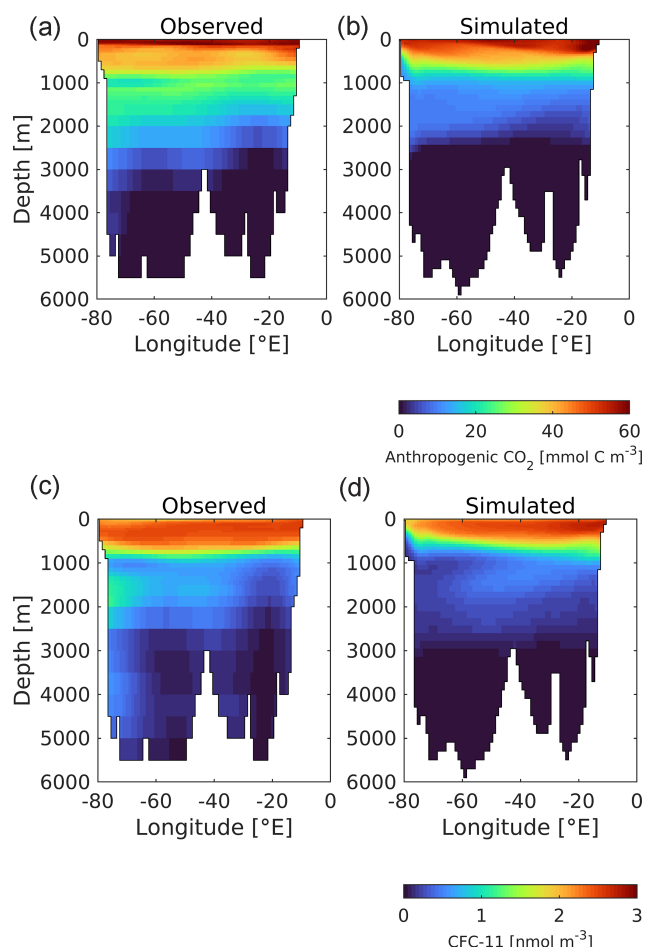 (a) Observed (b) Simulated
0 0
1000 1000
2000 2000
3000 3000
4000 4000
5000 5000
6000 6000
Depth [m]
-80 -60 -40 -20 0 -80 -60 -40 -20 0
Longitude [°E] Longitude [°E]
0 20 40 60
Anthropogenic CO₂ [mmol C m⁻³]
(c) Observed (d) Simulated
0 0
1000 1000
2000 2000
3000 3000
4000 4000
5000 5000
6000 6000
Depth [m]
-80 -60 -40 -20 0 -80 -60 -40 -20 0
Longitude [°E] Longitude [°E]
0 1 2 3
CFC-11 [nmol m⁻³]